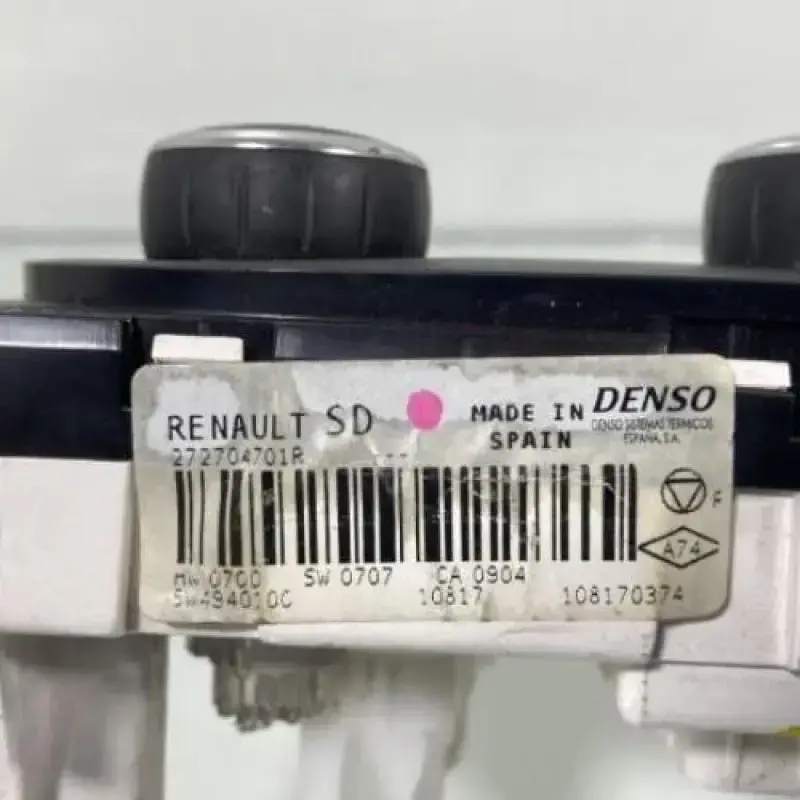 RENAULT SD MADE IN SPAIN DENSO
DENSO SISTEMAS TERMICOS
ESPAÑA, S.A.
272704701R
F
A74
HW 0700 SW 0707 CA 0904
SW494010C 10817 108170374